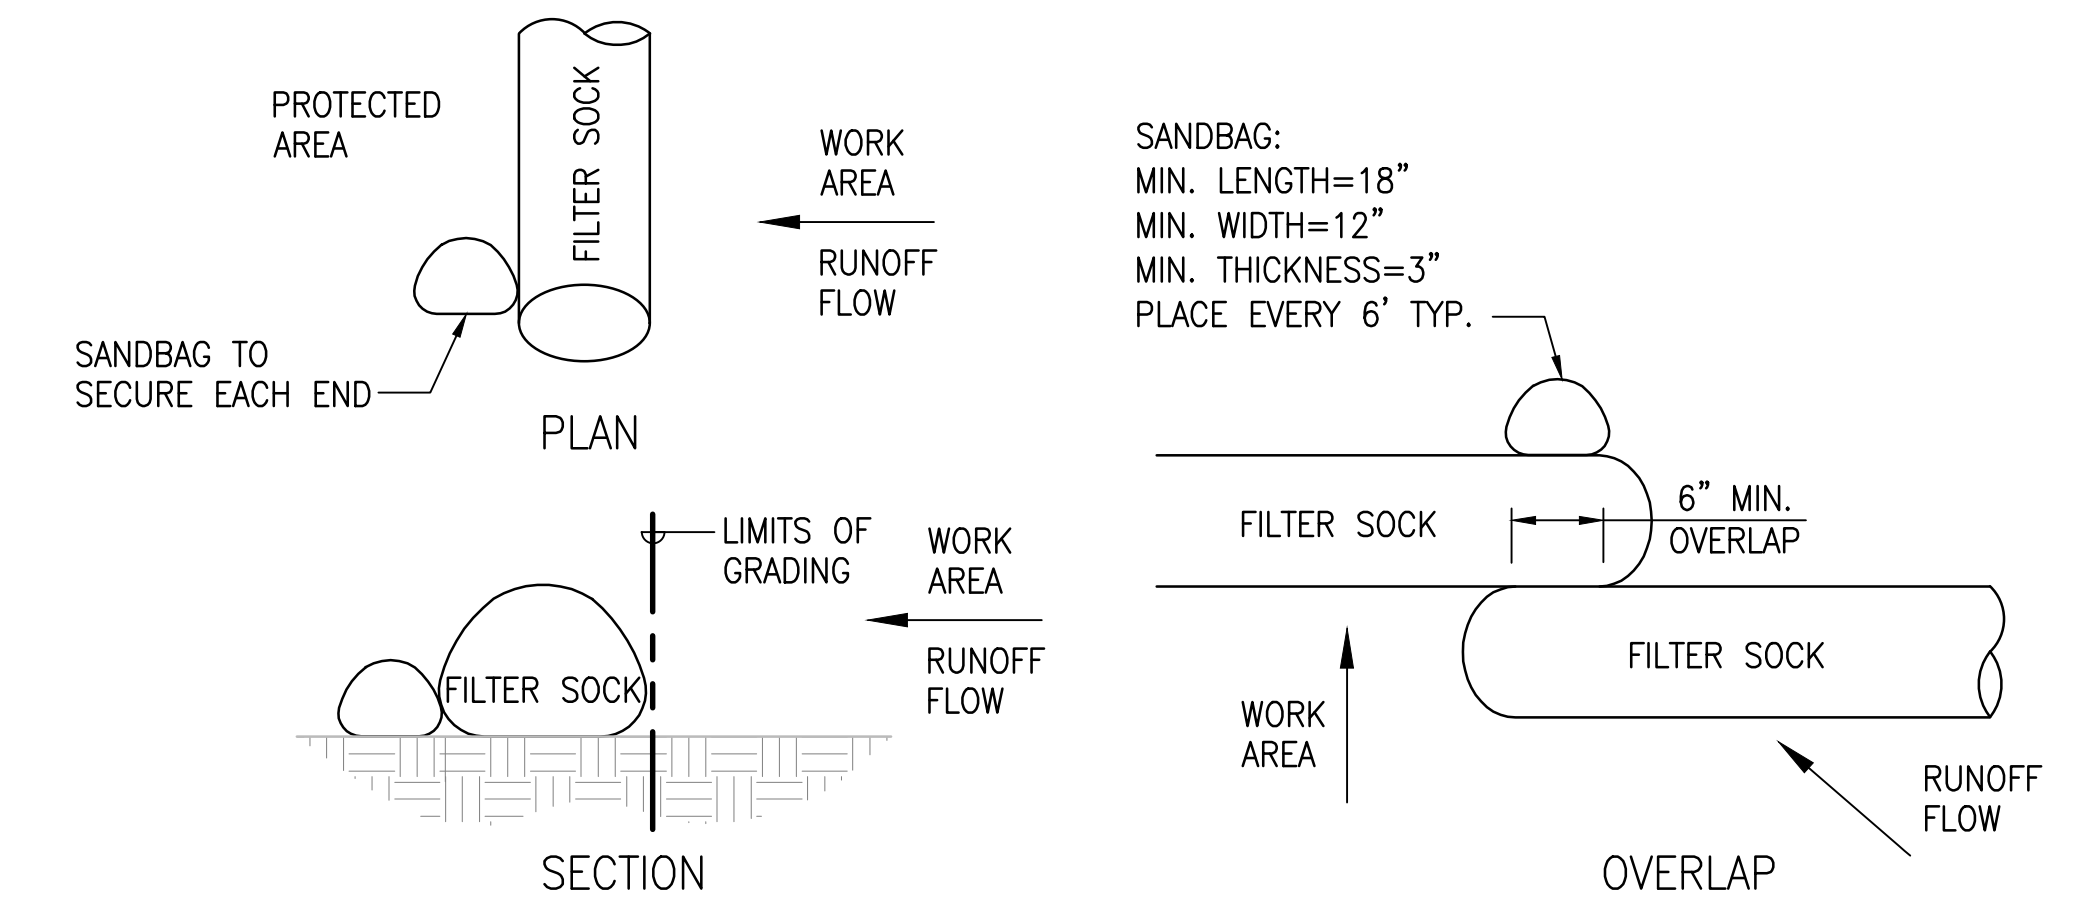 PROTECTED
AREA
FILTER SOCK
WORK
AREA
RUNOFF
FLOW
SANDBAG TO
SECURE EACH END
PLAN
LIMITS OF
GRADING
WORK
AREA
RUNOFF
FLOW
FILTER SOCK
SECTION
SANDBAG:
MIN. LENGTH=18”
MIN. WIDTH=12”
MIN. THICKNESS=3”
PLACE EVERY 6’ TYP.
FILTER SOCK
6” MIN.
OVERLAP
FILTER SOCK
WORK
AREA
RUNOFF
FLOW
OVERLAP